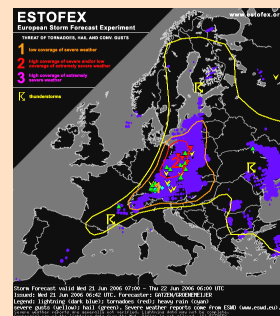 ESTOFEX
www.estofex.org
European Storm Forecast Experiment
THREAT OF TORNADOES, HAIL AND CONV. GUSTS
1 low coverage of severe weather
2 high coverage of severe and/or low
coverage of extremely severe weather
3 high coverage of extremely
severe weather
thunderstorms
Storm Forecast valid Wed 21 Jun 2006 07:00 - Thu 22 Jun 2006 06:00 UTC
Issued: Wed 21 Jun 2006 06:42 UTC. Forecaster: GATZEN/GROENEMEIJER
Legend: lightning (dark blue); tornadoes (red); heavy rain (cyan)
severe gusts (yellow); hail (green). Severe weather reports come from ESWD (www.eswd.eu)